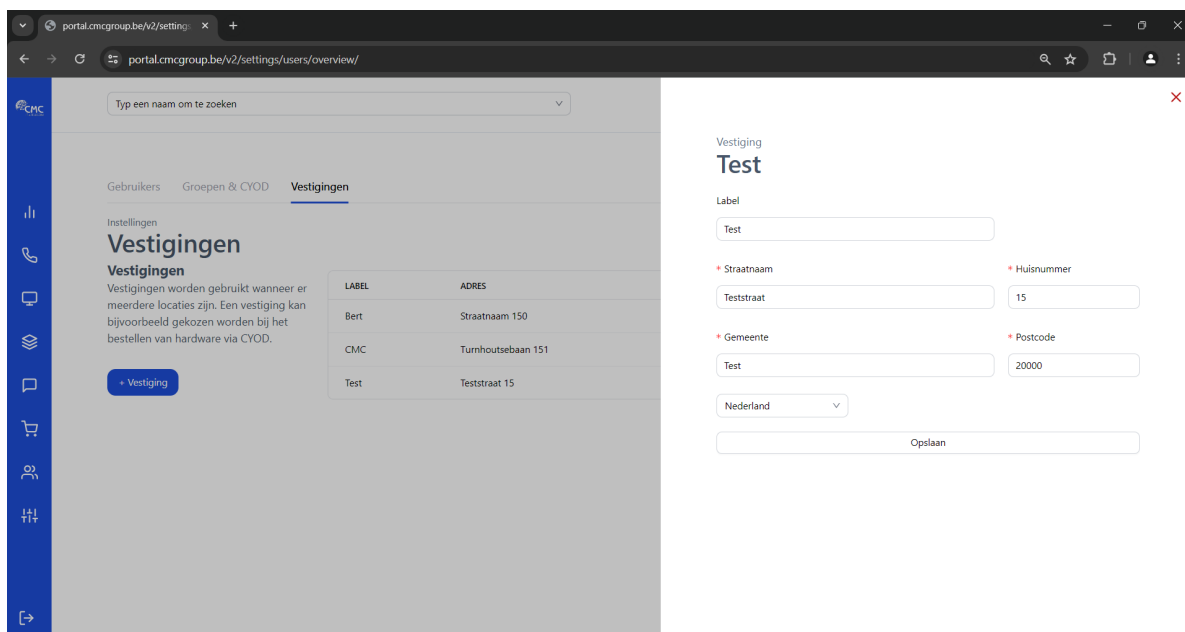 portal.cmcgroup.be/v2/settings
portal.cmcgroup.be/v2/settings/users/overview/
CMC
Typ een naam om te zoeken
Gebruikers Groepen & CYOD Vestigingen
Instellingen
Vestigingen
Vestigingen
Vestigingen worden gebruikt wanneer er
meerdere locaties zijn. Een vestiging kan
bijvoorbeeld gekozen worden bij het
bestellen van hardware via CYOD.
+ Vestiging
LABEL ADRES
Bert Straatnaam 150
CMC Turnhoutsebaan 151
Test Teststraat 15
Vestiging
Test
Label
Test
* Straatnaam * Huisnummer
Teststraat 15
* Gemeente * Postcode
Test 20000
Nederland
Opslaan